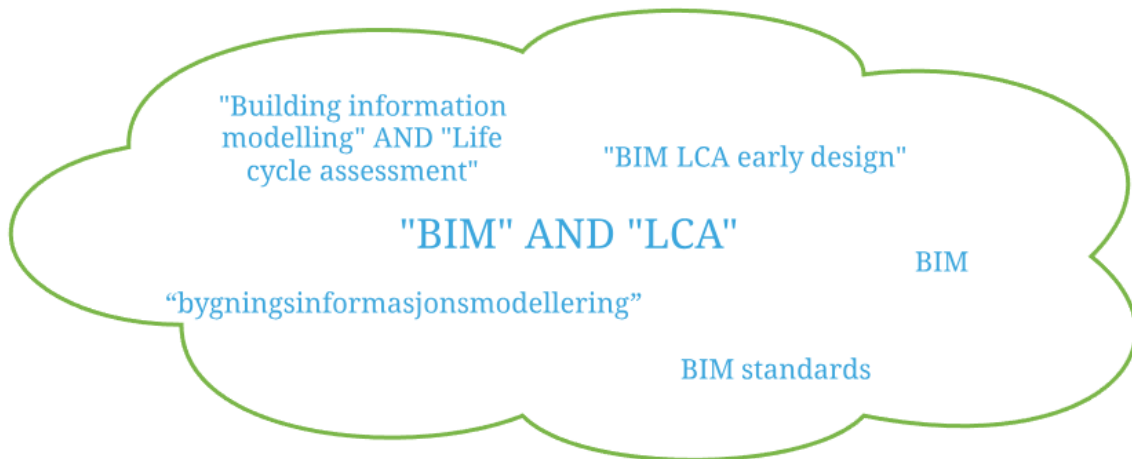 "Building information
modelling" AND "Life
cycle assessment"
"BIM LCA early design"
"BIM" AND "LCA"
BIM
“bygningsinformasjonsmodellering”
BIM standards